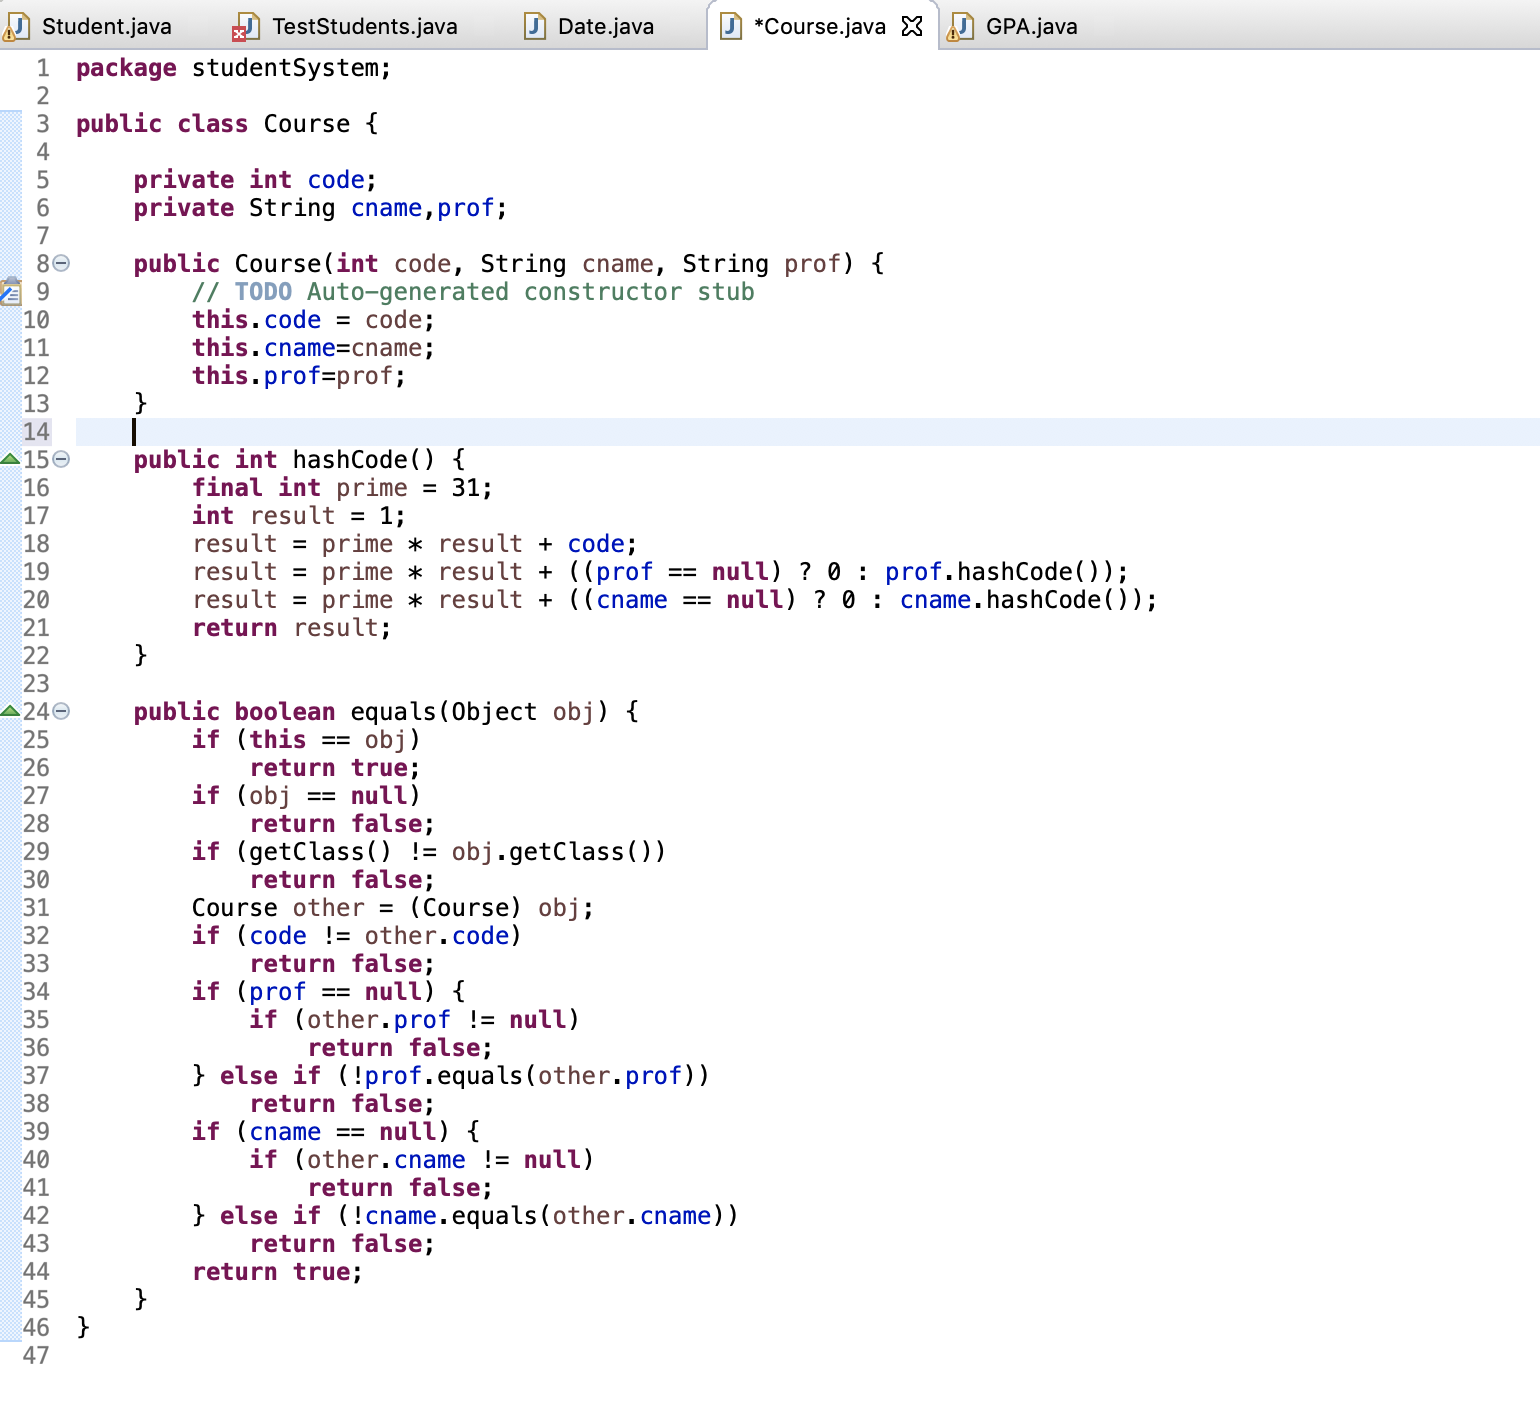 Student.java TestStudents.java Date.java *Course.java GPA.java
1 package studentSystem;
2
3 public class Course {
4
5     private int code;
6     private String cname,prof;
7
8     public Course(int code, String cname, String prof) {
9         // TODO Auto-generated constructor stub
10         this.code = code;
11         this.cname=cname;
12         this.prof=prof;
13     }
14
15     public int hashCode() {
16         final int prime = 31;
17         int result = 1;
18         result = prime * result + code;
19         result = prime * result + ((prof == null) ? 0 : prof.hashCode());
20         result = prime * result + ((cname == null) ? 0 : cname.hashCode());
21         return result;
22     }
23
24     public boolean equals(Object obj) {
25         if (this == obj)
26             return true;
27         if (obj == null)
28             return false;
29         if (getClass() != obj.getClass())
30             return false;
31         Course other = (Course) obj;
32         if (code != other.code)
33             return false;
34         if (prof == null) {
35             if (other.prof != null)
36                 return false;
37         } else if (!prof.equals(other.prof))
38             return false;
39         if (cname == null) {
40             if (other.cname != null)
41                 return false;
42         } else if (!cname.equals(other.cname))
43             return false;
44         return true;
45     }
46 }
47